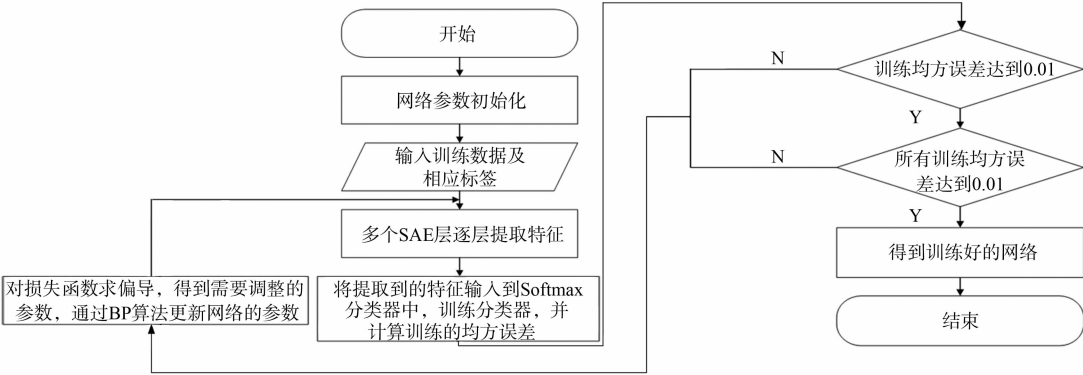 开始
网络参数初始化
输入训练数据及
相应标签
多个SAE层逐层提取特征
将提取到的特征输入到Softmax
分类器中，训练分类器，并
计算训练的均方误差
对损失函数求偏导，得到需要调整的
参数，通过BP算法更新网络的参数
训练均方误差达到0.01
N
Y
所有训练均方误
差达到0.01
N
Y
得到训练好的网络
结束